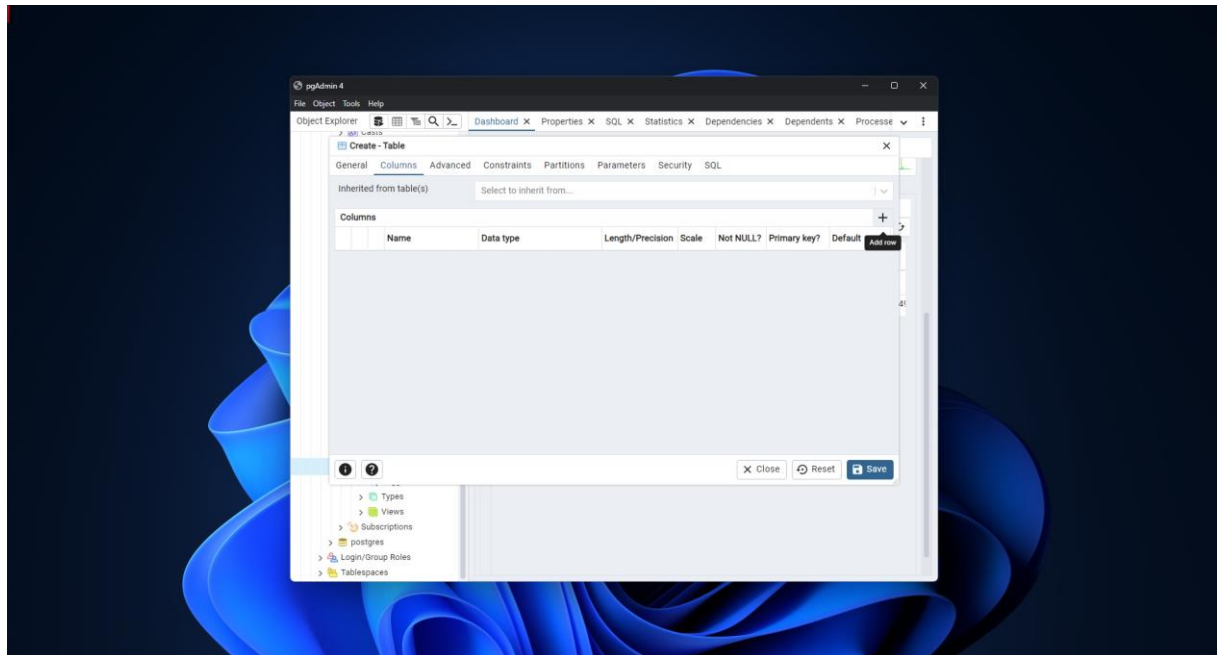 pgAdmin 4
File Object Tools Help
Object Explorer Dashboard Properties SQL Statistics Dependencies Dependents Processe
Casts
Create - Table
General Columns Advanced Constraints Partitions Parameters Security SQL
Inherited from table(s) Select to inherit from...
Columns
Name Data type Length/Precision Scale Not NULL? Primary key? Default
Add row
Close Reset Save
Types
Views
Subscriptions
postgres
Login/Group Roles
Tablespaces